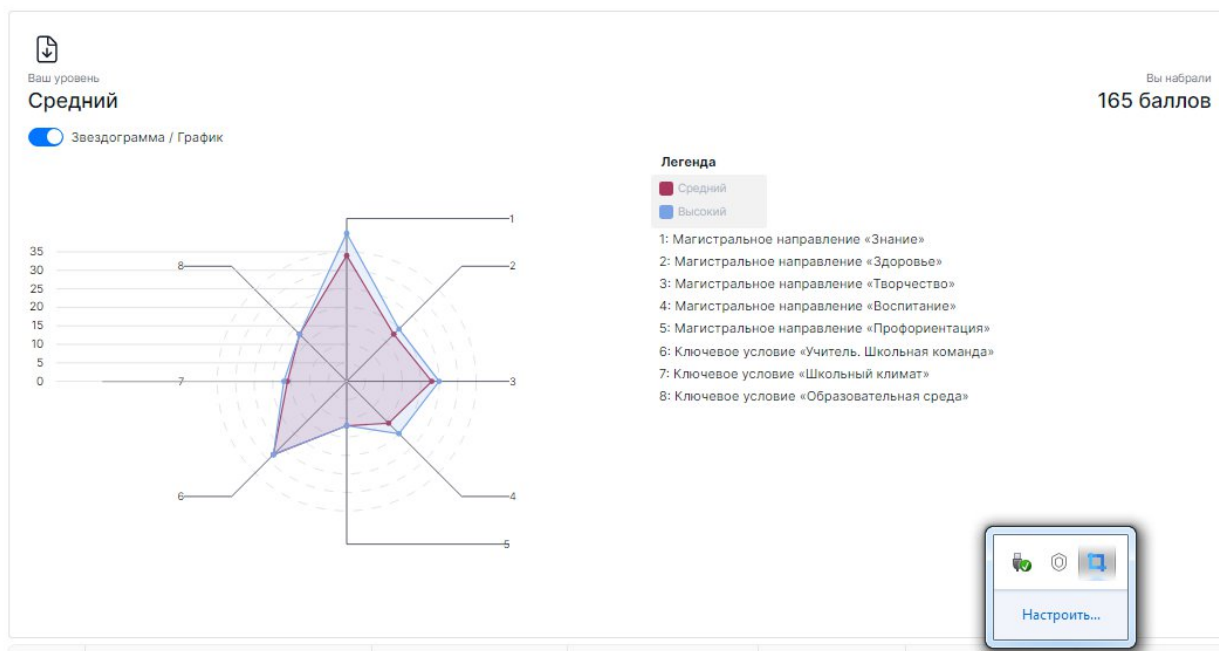 Ваш уровень
Средний
Вы набрали
165 баллов
Звездограмма / График
Легенда
Средний
Высокий
1: Магистральное направление «Знание»
2: Магистральное направление «Здоровье»
3: Магистральное направление «Творчество»
4: Магистральное направление «Воспитание»
5: Магистральное направление «Профориентация»
6: Ключевое условие «Учитель. Школьная команда»
7: Ключевое условие «Школьный климат»
8: Ключевое условие «Образовательная среда»
35
30
25
20
15
10
5
0
1
2
3
4
5
6
7
8
Настроить...